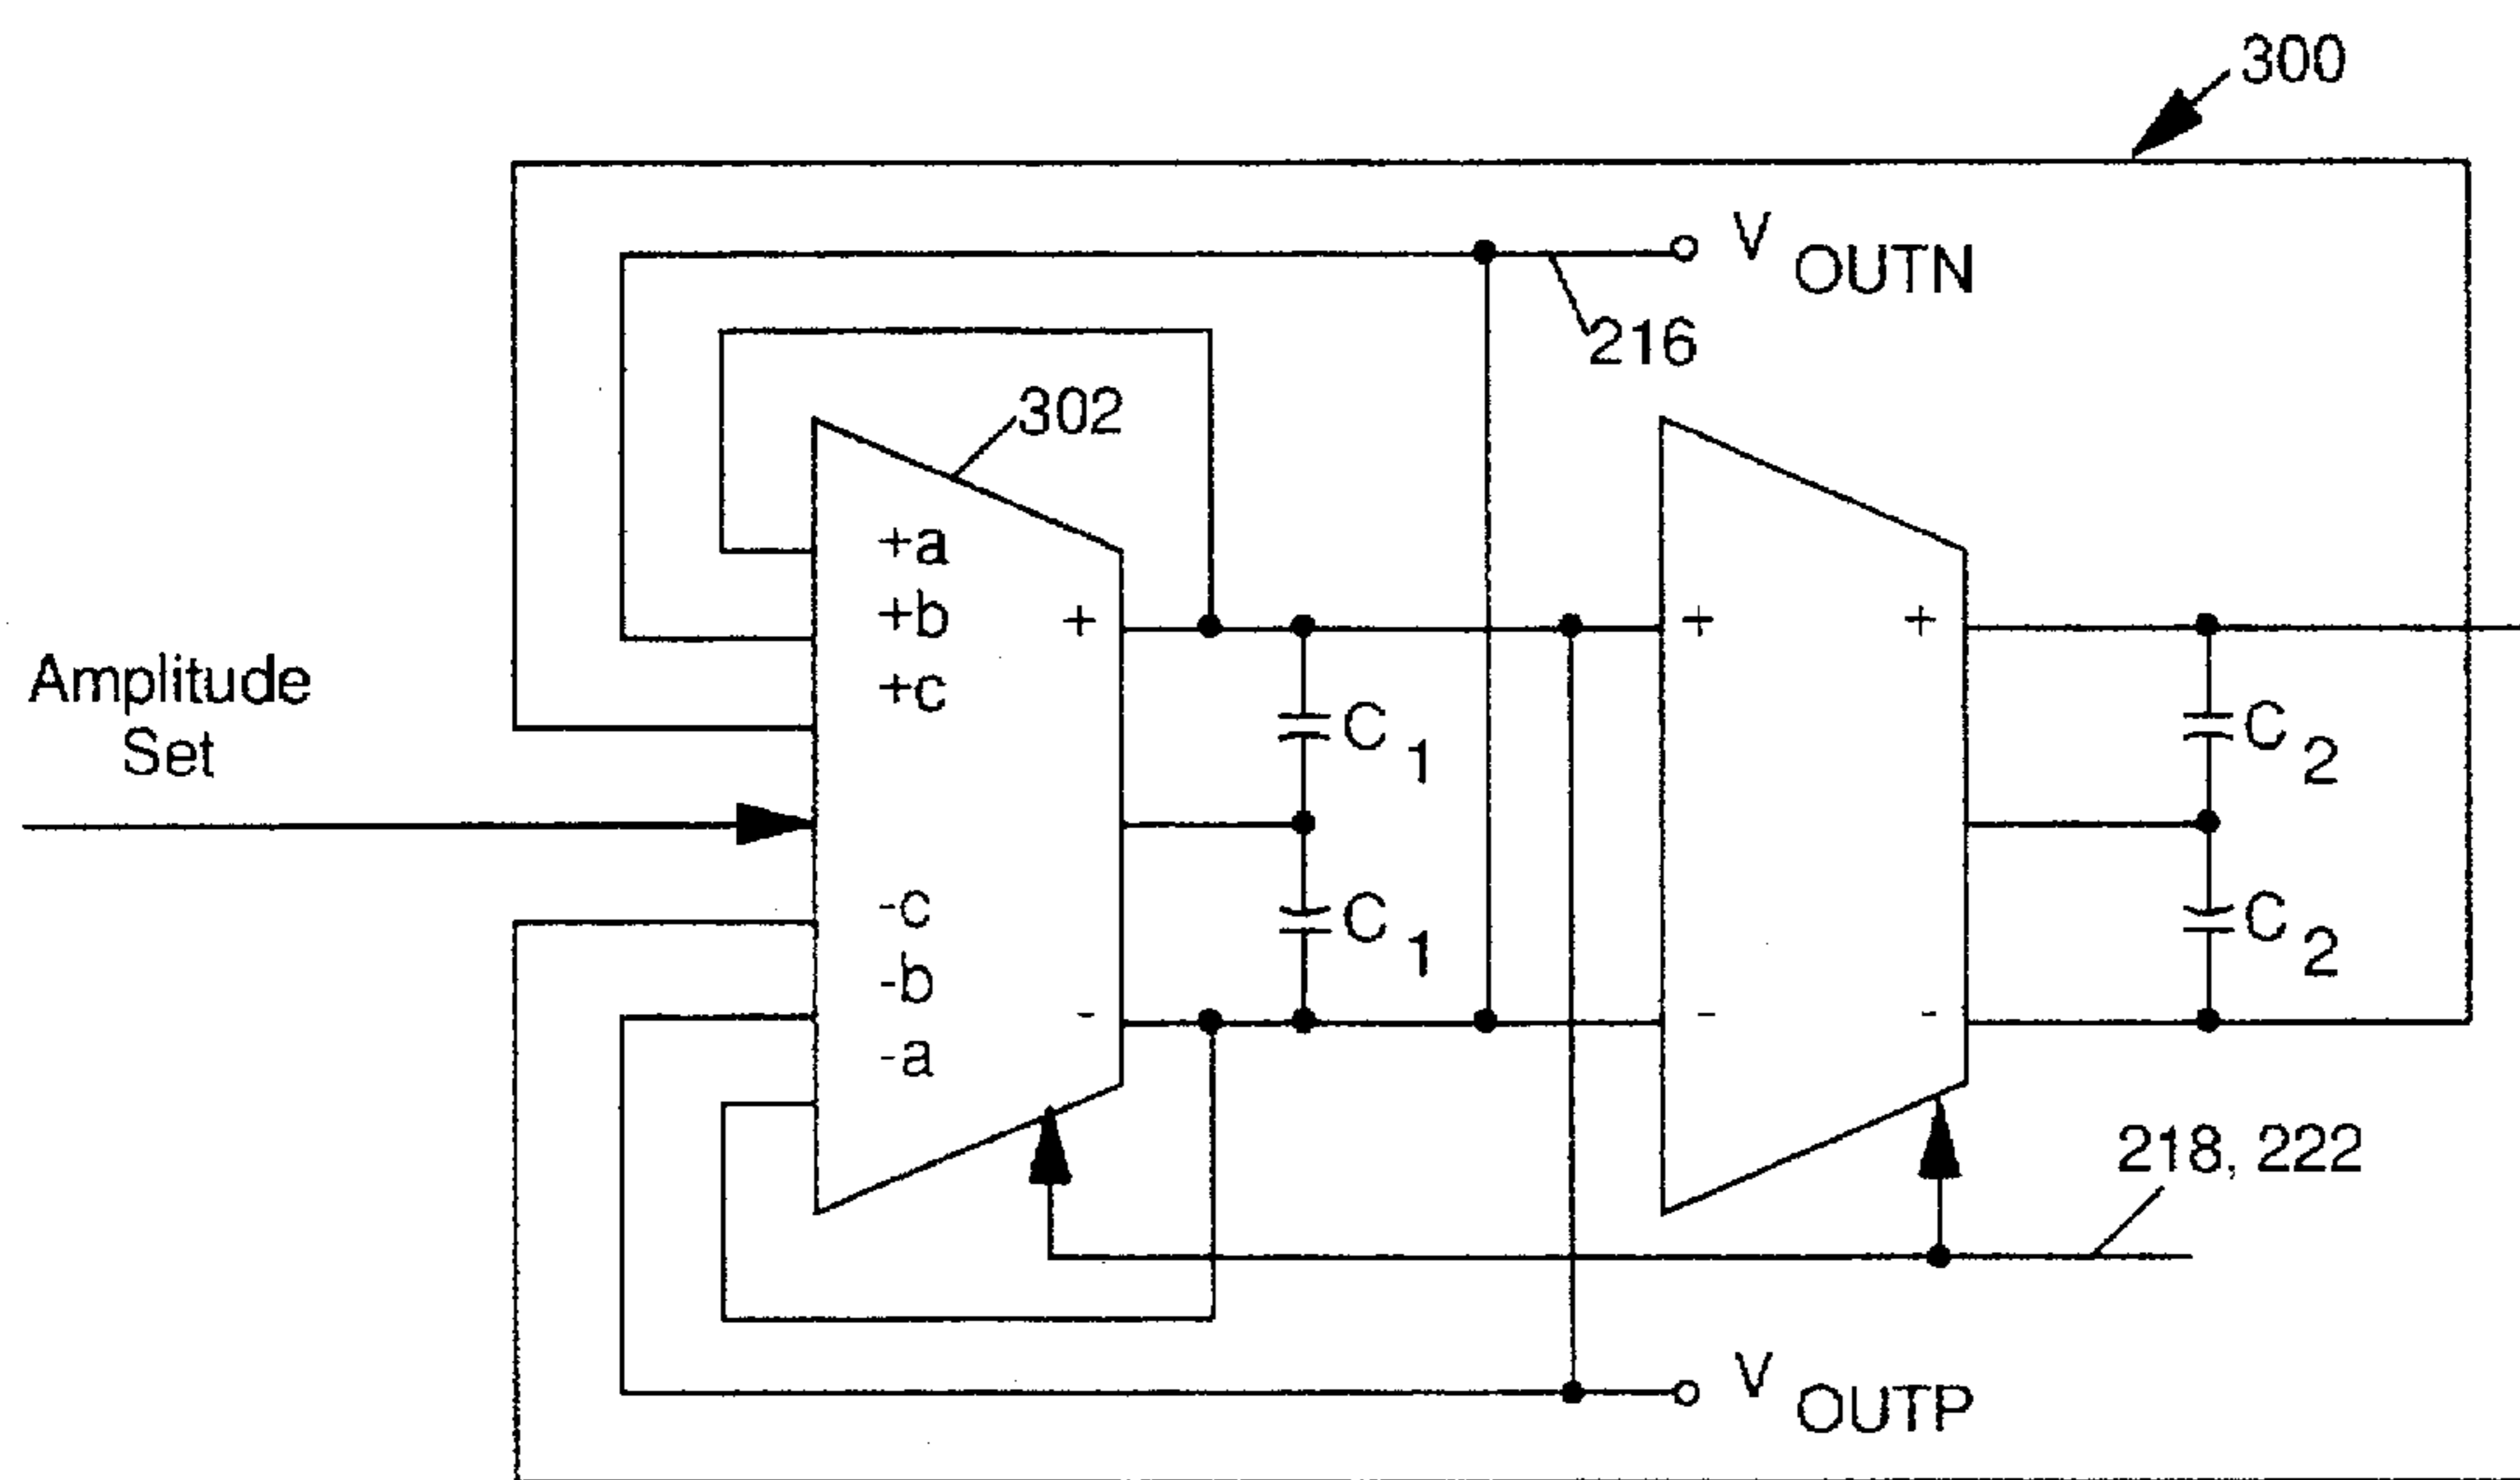 300
V OUTN
216
302
+a
+b
+c
+
+
+
Amplitude
Set
C 1
C 2
-c
-b
-a
-
-
-
C 1
C 2
218, 222
V OUTP